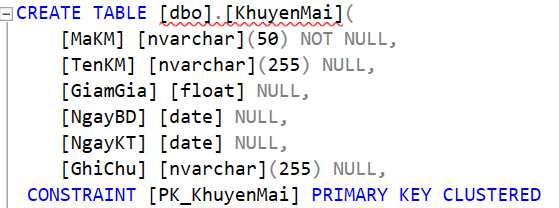 CREATE TABLE [dbo].[KhuyenMai](
[MaKM] [nvarchar](50) NOT NULL,
[TenKM] [nvarchar](255) NULL,
[GiamGia] [float] NULL,
[NgayBD] [date] NULL,
[NgayKT] [date] NULL,
[GhiChu] [nvarchar](255) NULL,
CONSTRAINT [PK_KhuyenMai] PRIMARY KEY CLUSTERED